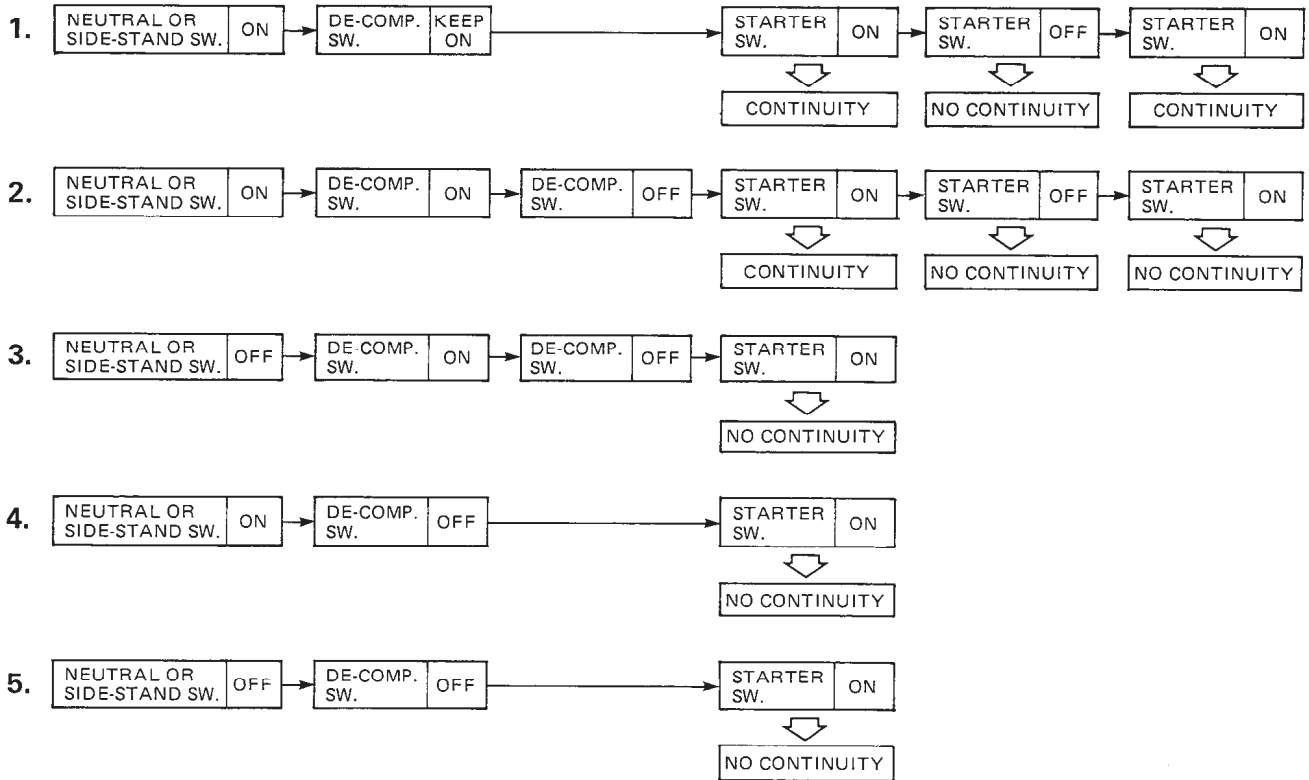 1. NEUTRAL OR SIDE-STAND SW. ON DE-COMP. SW. KEEP ON STARTER SW. ON STARTER SW. OFF STARTER SW. ON
CONTINUITY NO CONTINUITY CONTINUITY
2. NEUTRAL OR SIDE-STAND SW. ON DE-COMP. SW. ON DE-COMP. SW. OFF STARTER SW. ON STARTER SW. OFF STARTER SW. ON
CONTINUITY NO CONTINUITY NO CONTINUITY
3. NEUTRAL OR SIDE-STAND SW. OFF DE-COMP. SW. ON DE-COMP. SW. OFF STARTER SW. ON
NO CONTINUITY
4. NEUTRAL OR SIDE-STAND SW. ON DE-COMP. SW. OFF STARTER SW. ON
NO CONTINUITY
5. NEUTRAL OR SIDE-STAND SW. OFF DE-COMP. SW. OFF STARTER SW. ON
NO CONTINUITY